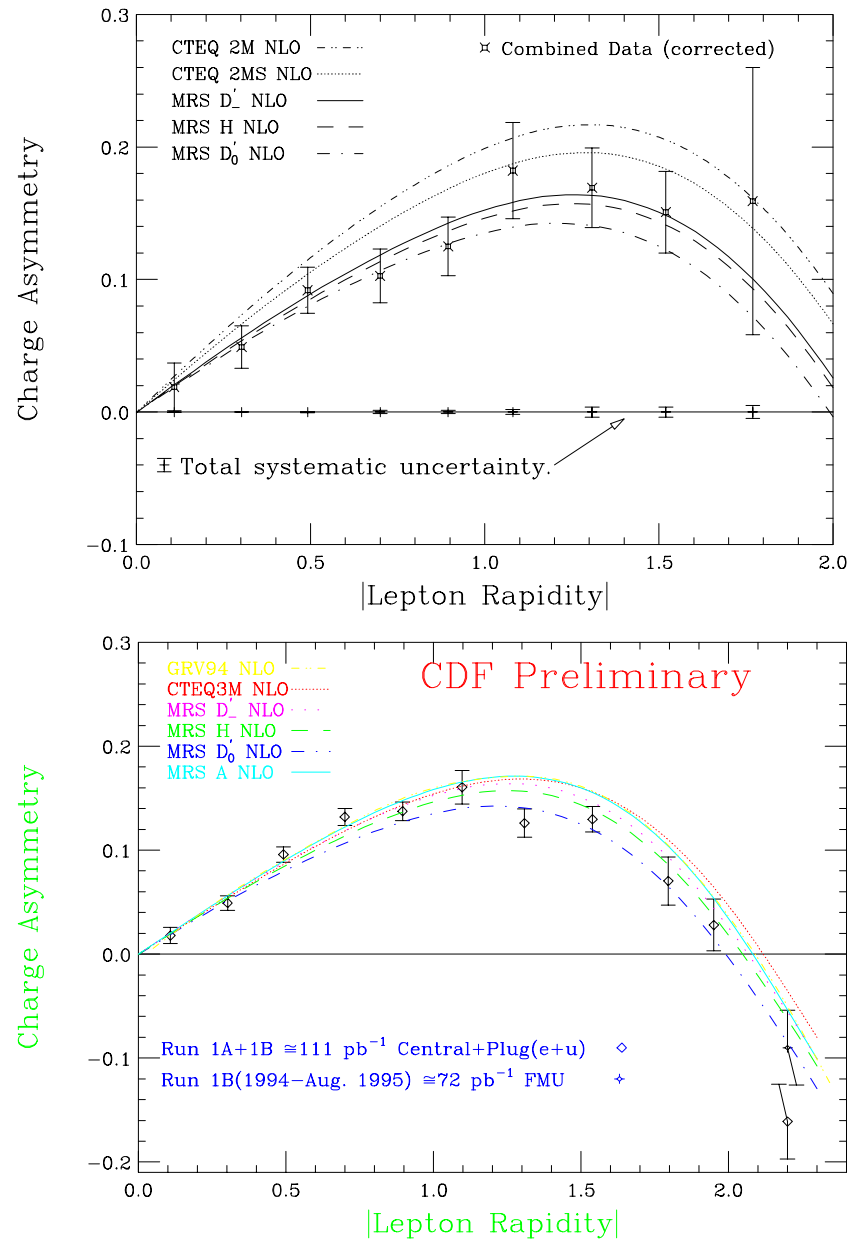 0.3
CTEQ 2M NLO
Combined Data (corrected)
CTEQ 2MS NLO
MRS D'₋ NLO
MRS H NLO
MRS D'₀ NLO
0.2
0.1
0.0
Total systematic uncertainty.
−0.1
0.0 0.5 1.0 1.5 2.0
Charge Asymmetry
|Lepton Rapidity|
0.3
GRV94 NLO
CDF Preliminary
CTEQ3M NLO
MRS D'₋ NLO
MRS H NLO
MRS D'₀ NLO
MRS A NLO
0.2
0.1
0.0
Run 1A+1B ≅111 pb⁻¹ Central+Plug(e+u)
Run 1B(1994−Aug. 1995) ≅72 pb⁻¹ FMU
−0.1
−0.2
0.0 0.5 1.0 1.5 2.0
Charge Asymmetry
|Lepton Rapidity|